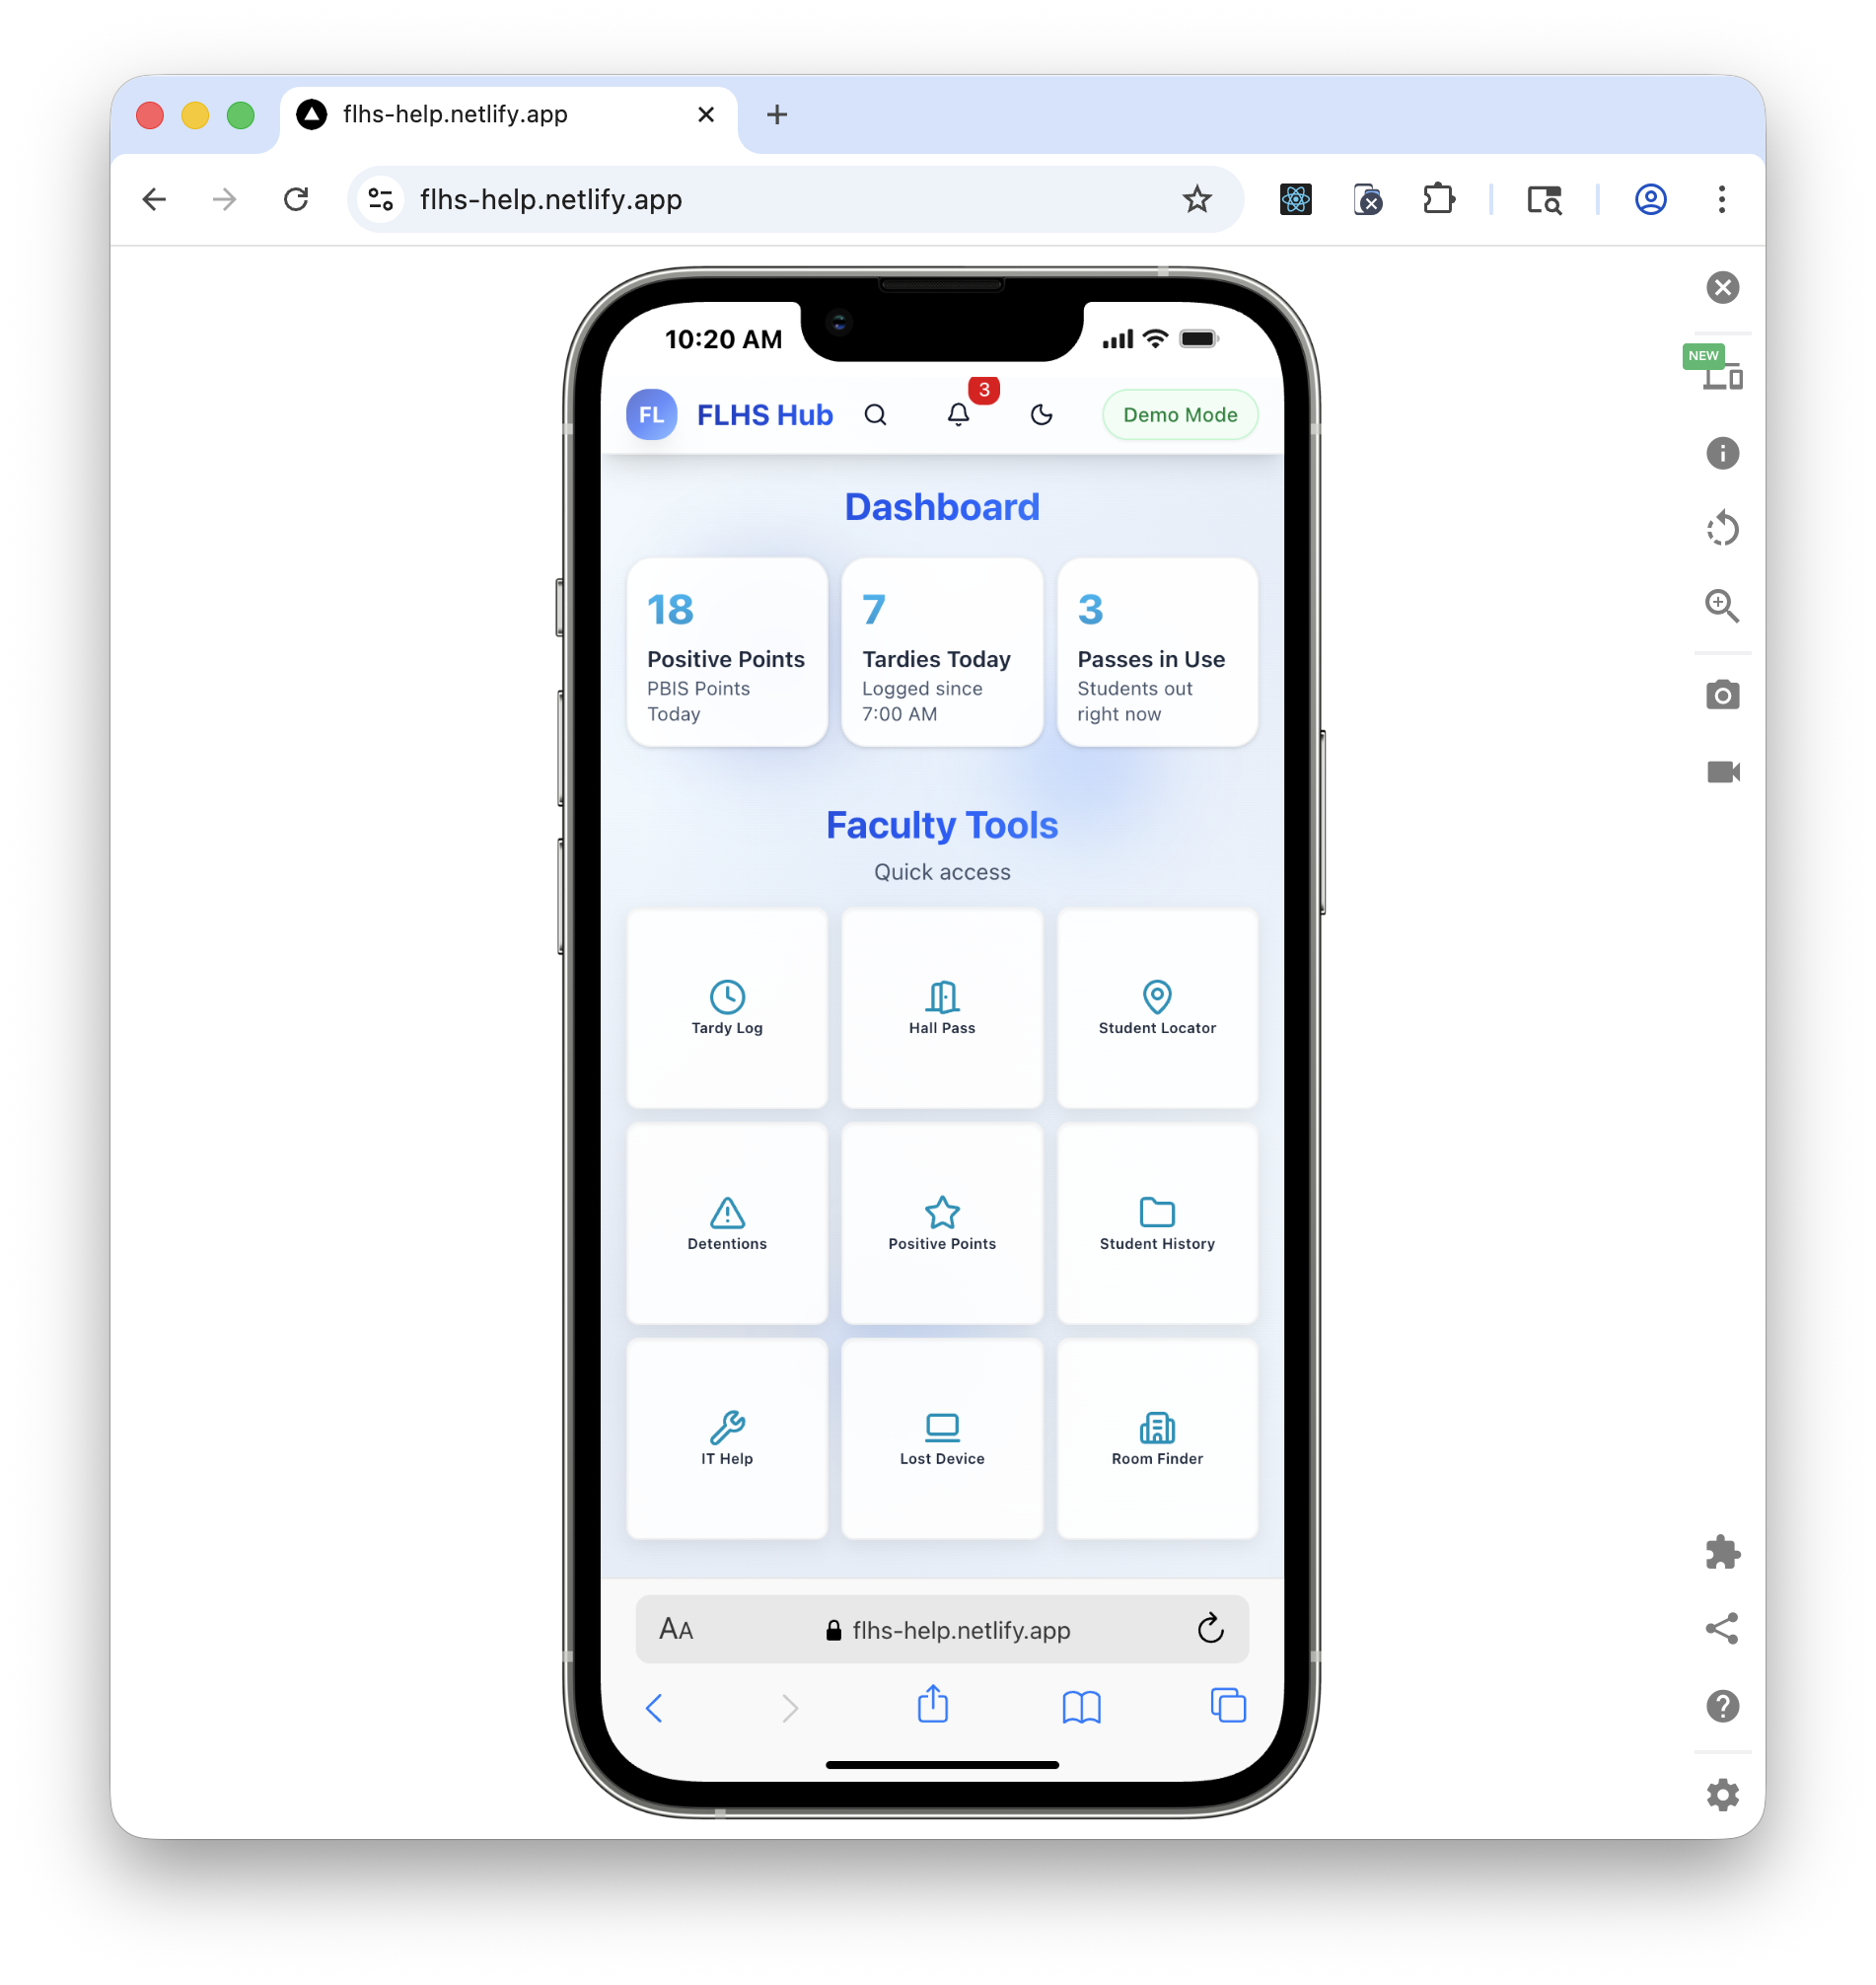 flhs-help.netlify.app
flhs-help.netlify.app
NEW
10:20 AM
FL
FLHS Hub
3
Demo Mode
Dashboard
18
Positive Points
PBIS Points
Today
7
Tardies Today
Logged since
7:00 AM
3
Passes in Use
Students out
right now
Faculty Tools
Quick access
Tardy Log
Hall Pass
Student Locator
Detentions
Positive Points
Student History
IT Help
Lost Device
Room Finder
AA
flhs-help.netlify.app